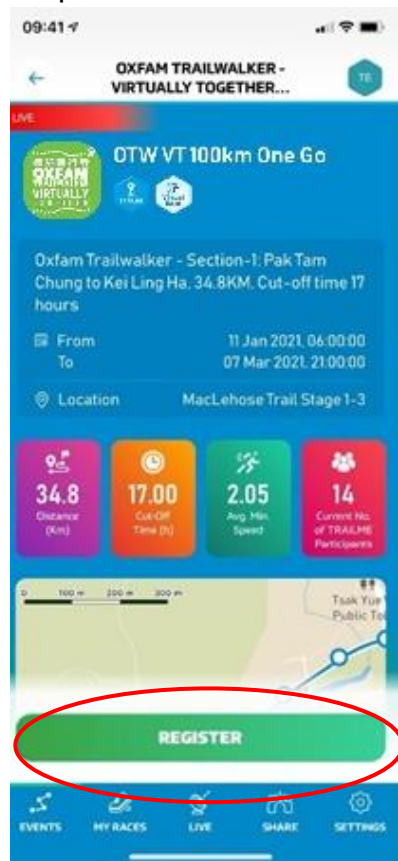 09:41
OXFAM TRAILWALKER -
VIRTUALLY TOGETHER...
TE
LIVE
OXFAM
VIRTUALLY
OTW VT 100km One Go
Oxfam Trailwalker - Section-1: Pak Tam
Chung to Kei Ling Ha, 34.8KM. Cut-off time 17
hours
From 11 Jan 2021, 06:00:00
To 07 Mar 2021, 21:00:00
Location MacLehose Trail Stage 1-3
34.8 17.00 2.05 14
Distance (Km)
Cut-Off Time (h)
Avg. Min. Speed
Current No. of TRAILME Participants
0 100 m 200 m 300 m
Tsak Yue
Public Toi
REGISTER
EVENTS MY RACES LIVE SHARE SETTINGS